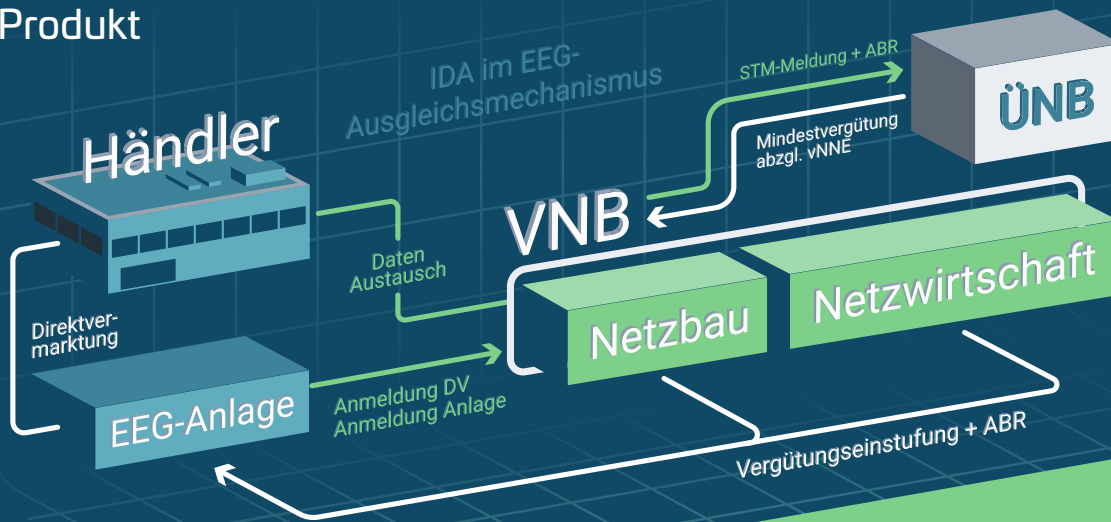 Produkt
IDA im EEG-
Ausgleichsmechanismus
STM-Meldung + ABR
ÜNB
Mindestvergütung
abzgl. vNNE
Händler
VNB
Daten
Austausch
Netzwirtschaft
Netzbau
Direktver-
marktung
EEG-Anlage
Anmeldung DV
Anmeldung Anlage
Vergütungseinstufung + ABR